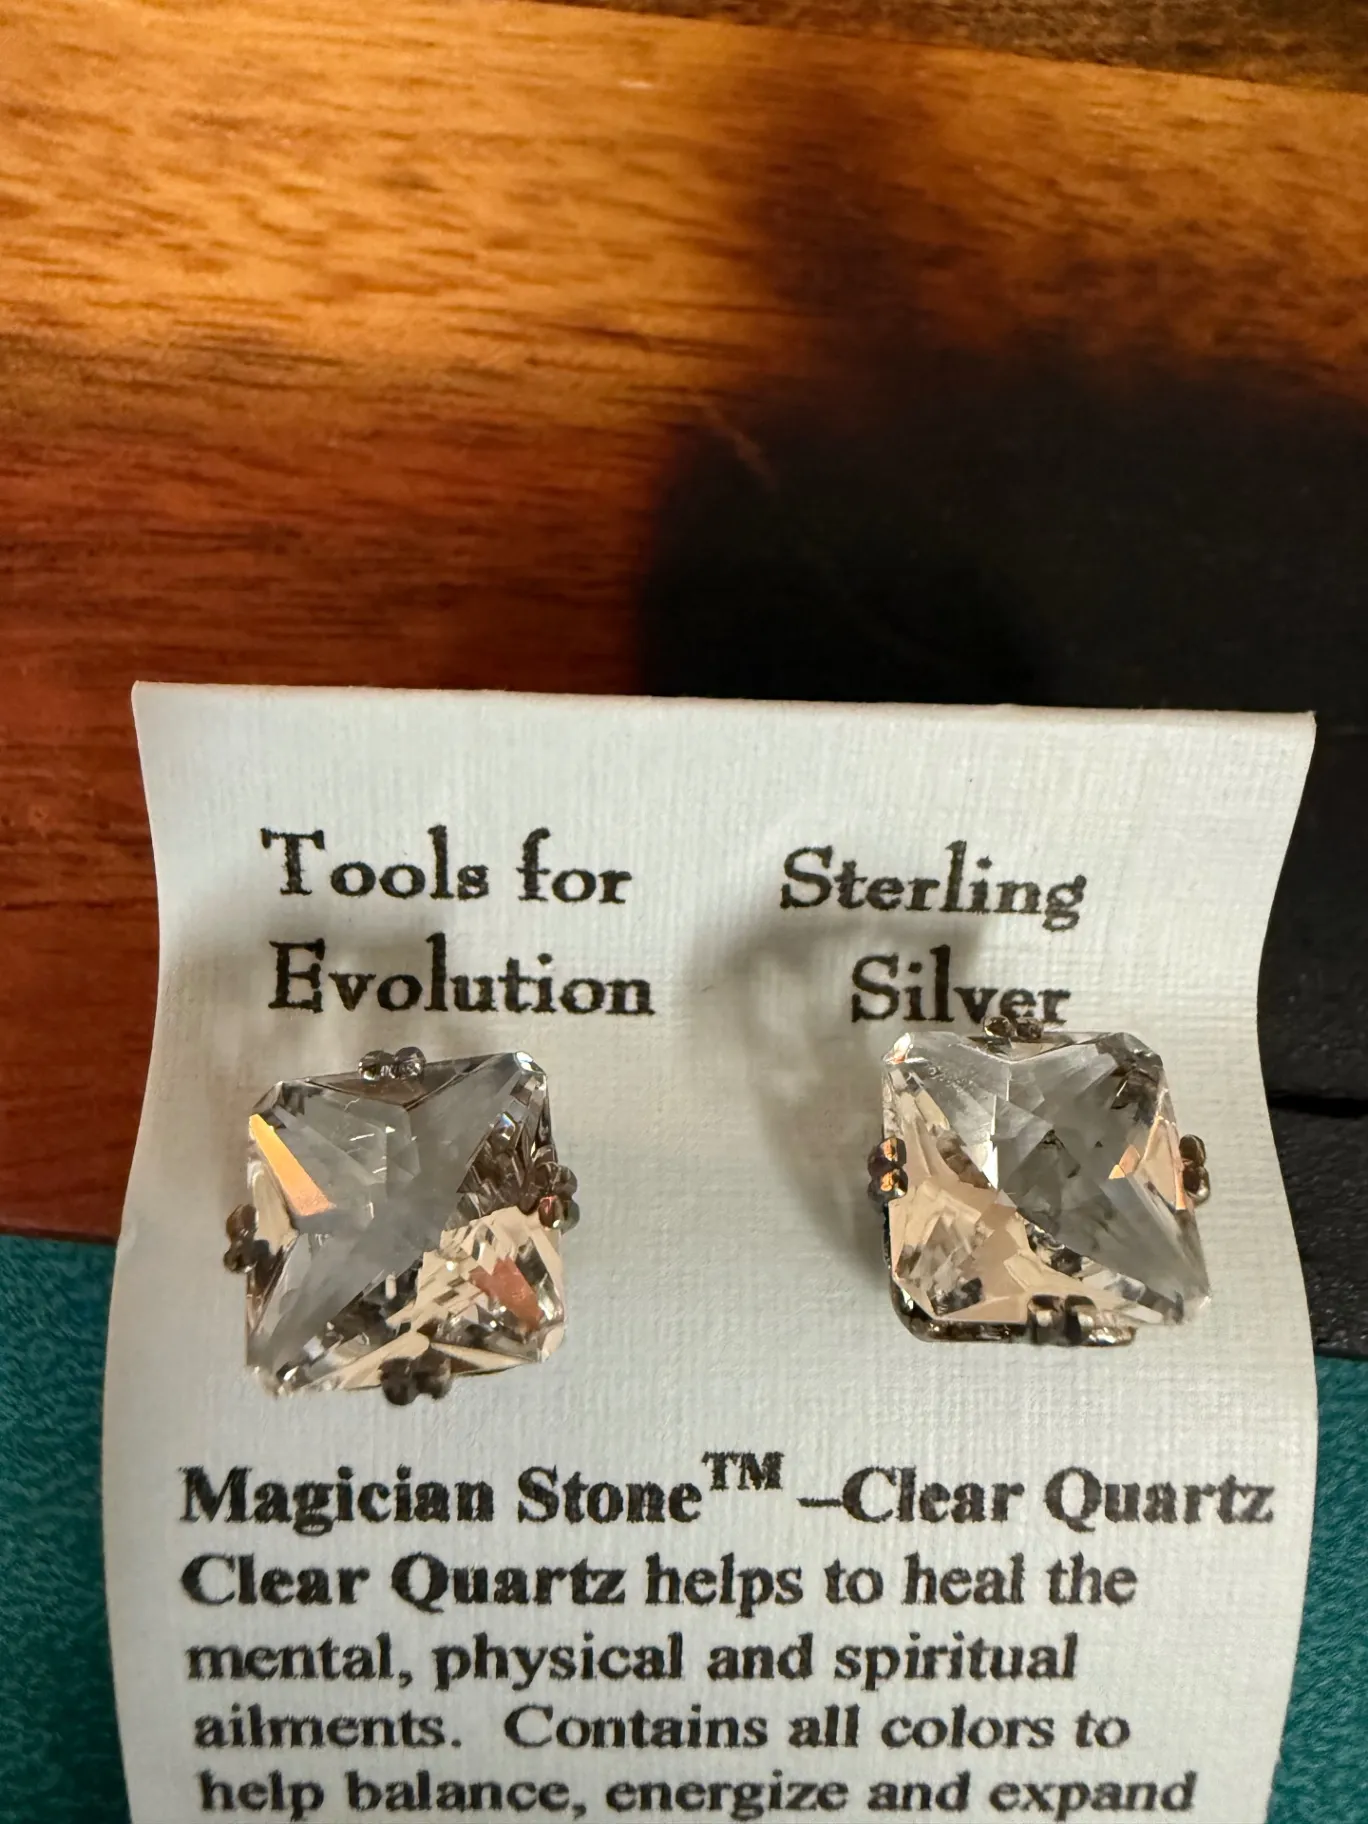 Tools for
Evolution
Sterling
Silver
Magician Stone™ –Clear Quartz
Clear Quartz helps to heal the
mental, physical and spiritual
ailments. Contains all colors to
help balance, energize and expand